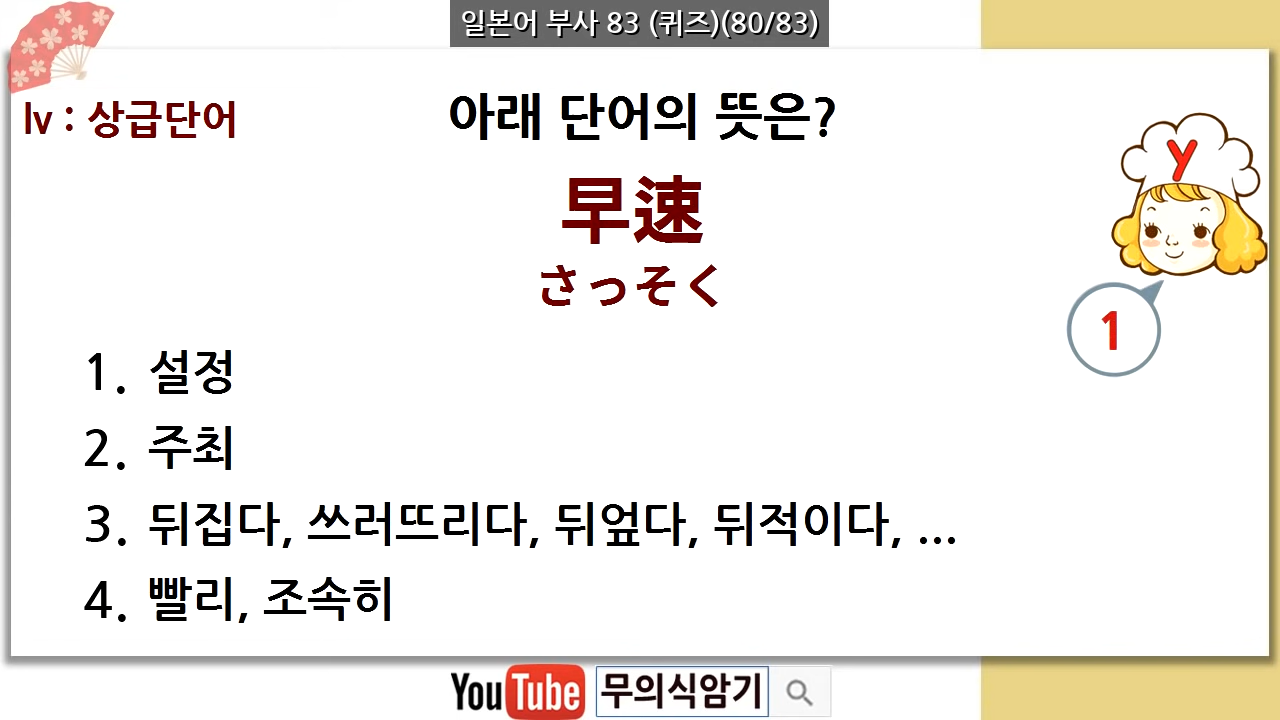 일본어 부사 83 (퀴즈)(80/83)
lv : 상급단어
아래 단어의 뜻은?
Y
早速
さっそく
1
1. 설정
2. 주최
3. 뒤집다, 쓰러뜨리다, 뒤엎다, 뒤적이다, ...
4. 빨리, 조속히
YouTube 무의식암기